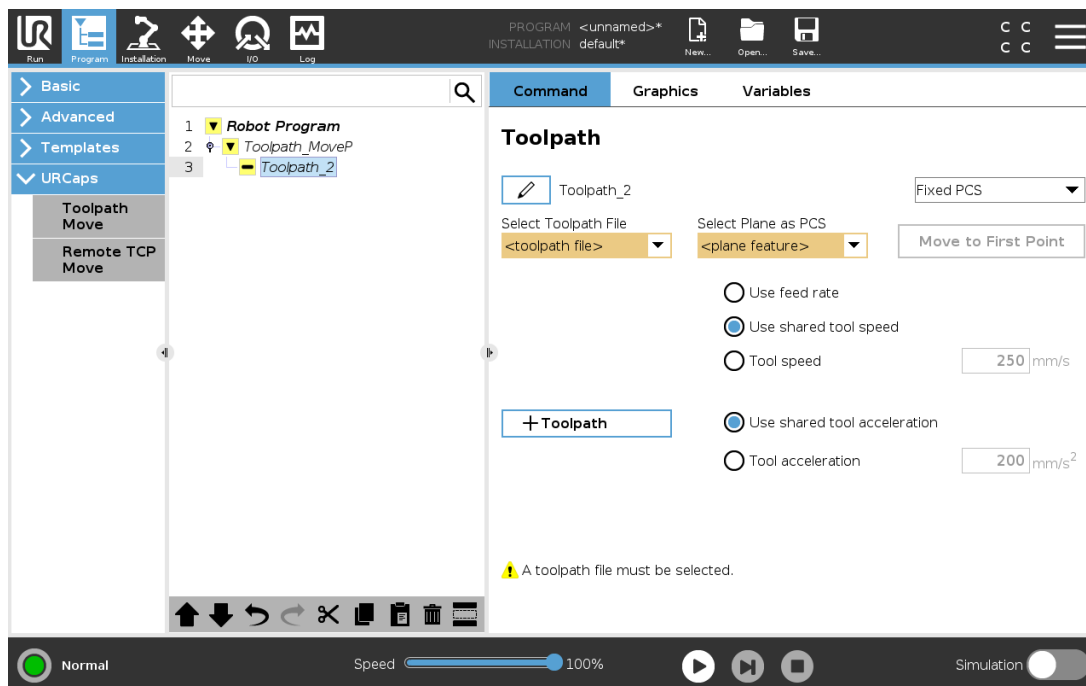 PROGRAM <unnamed>*
INSTALLATION default*
UR
Run
Program
Installation
Move
I/O
Log
New...
Open...
Save...
C C
C C
Basic
Advanced
Templates
URCaps
Toolpath
Move
Remote TCP
Move
1 Robot Program
2 Toolpath_MoveP
3 Toolpath_2
Command Graphics Variables
Toolpath
Toolpath_2
Fixed PCS
Select Toolpath File
<toolpath file>
Select Plane as PCS
<plane feature>
Move to First Point
Use feed rate
Use shared tool speed
Tool speed 250 mm/s
+Toolpath
Use shared tool acceleration
Tool acceleration 200 mm/s²
A toolpath file must be selected.
Normal
Speed 100%
Simulation